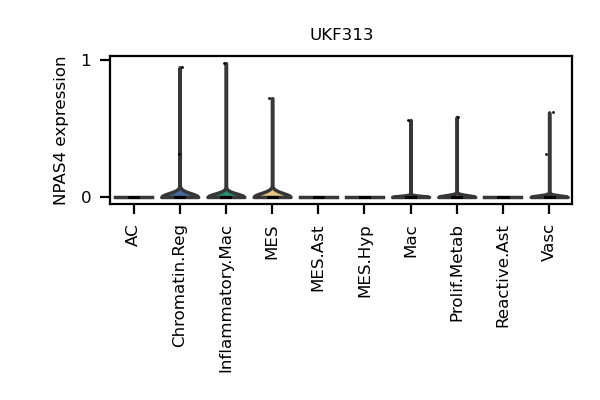 UKF313
NPAS4 expression
1
0
AC
Chromatin.Reg
Inflammatory.Mac
MES
MES.Ast
MES.Hyp
Mac
Prolif.Metab
Reactive.Ast
Vasc